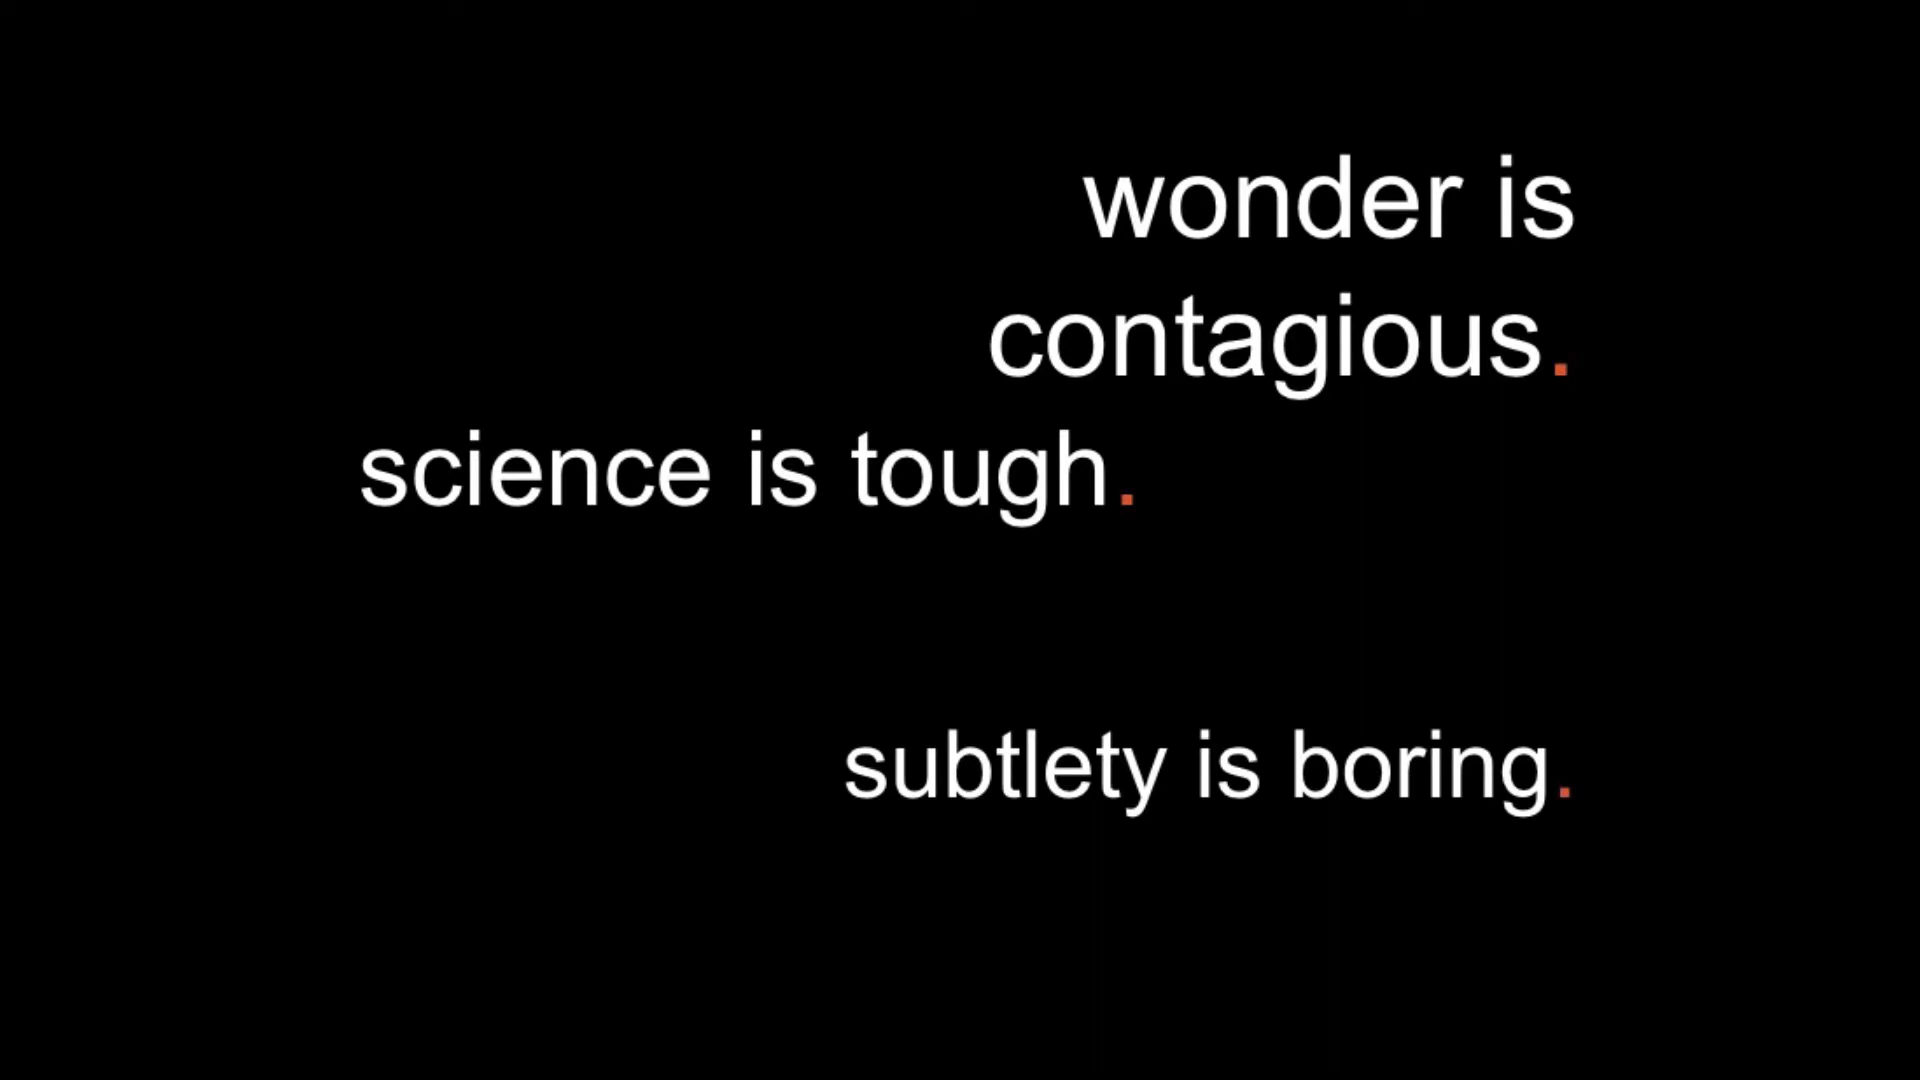 wonder is
contagious.
science is tough.
subtlety is boring.